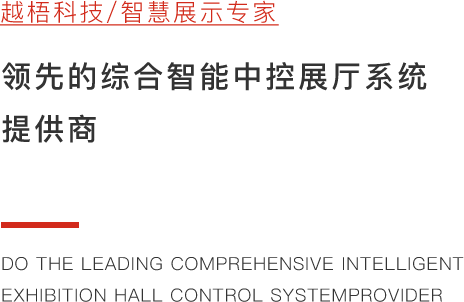 越梧科技/智慧展示专家
领先的综合智能中控展厅系统
提供商
DO THE LEADING COMPREHENSIVE INTELLIGENT
EXHIBITION HALL CONTROL SYSTEMPROVIDER